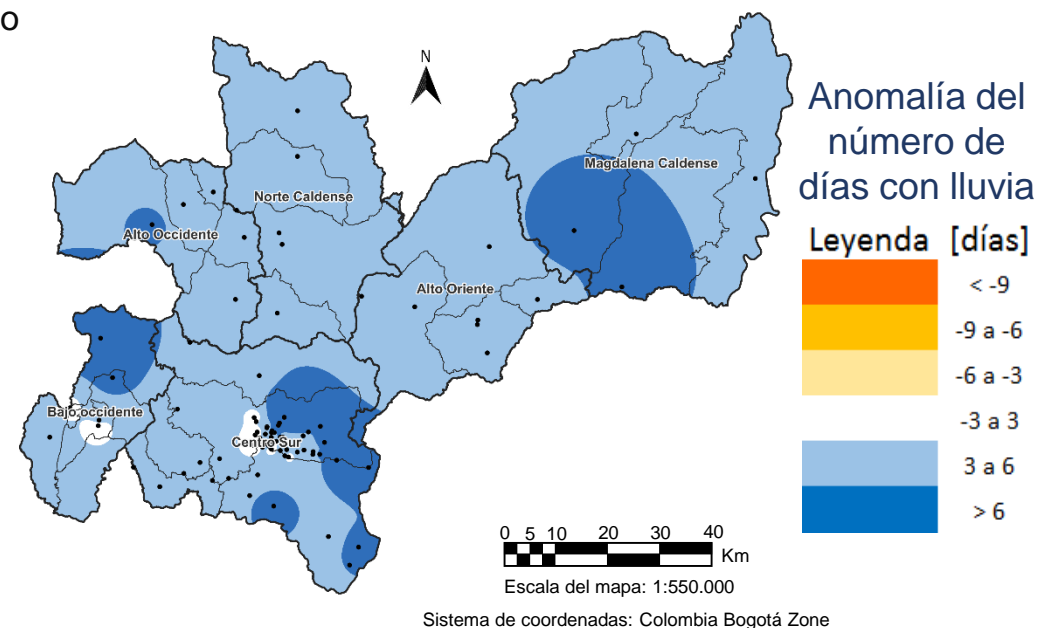 o
N
Magdalena Caldense
Norte Caldense
Alto Occidente
Alto Oriente
Bajo occidente
Centro Sur
Anomalía del
número de
días con lluvia
Leyenda [días]
< -9
-9 a -6
-6 a -3
-3 a 3
3 a 6
> 6
0 5 10 20 30 40
Km
Escala del mapa: 1:550.000
Sistema de coordenadas: Colombia Bogotá Zone